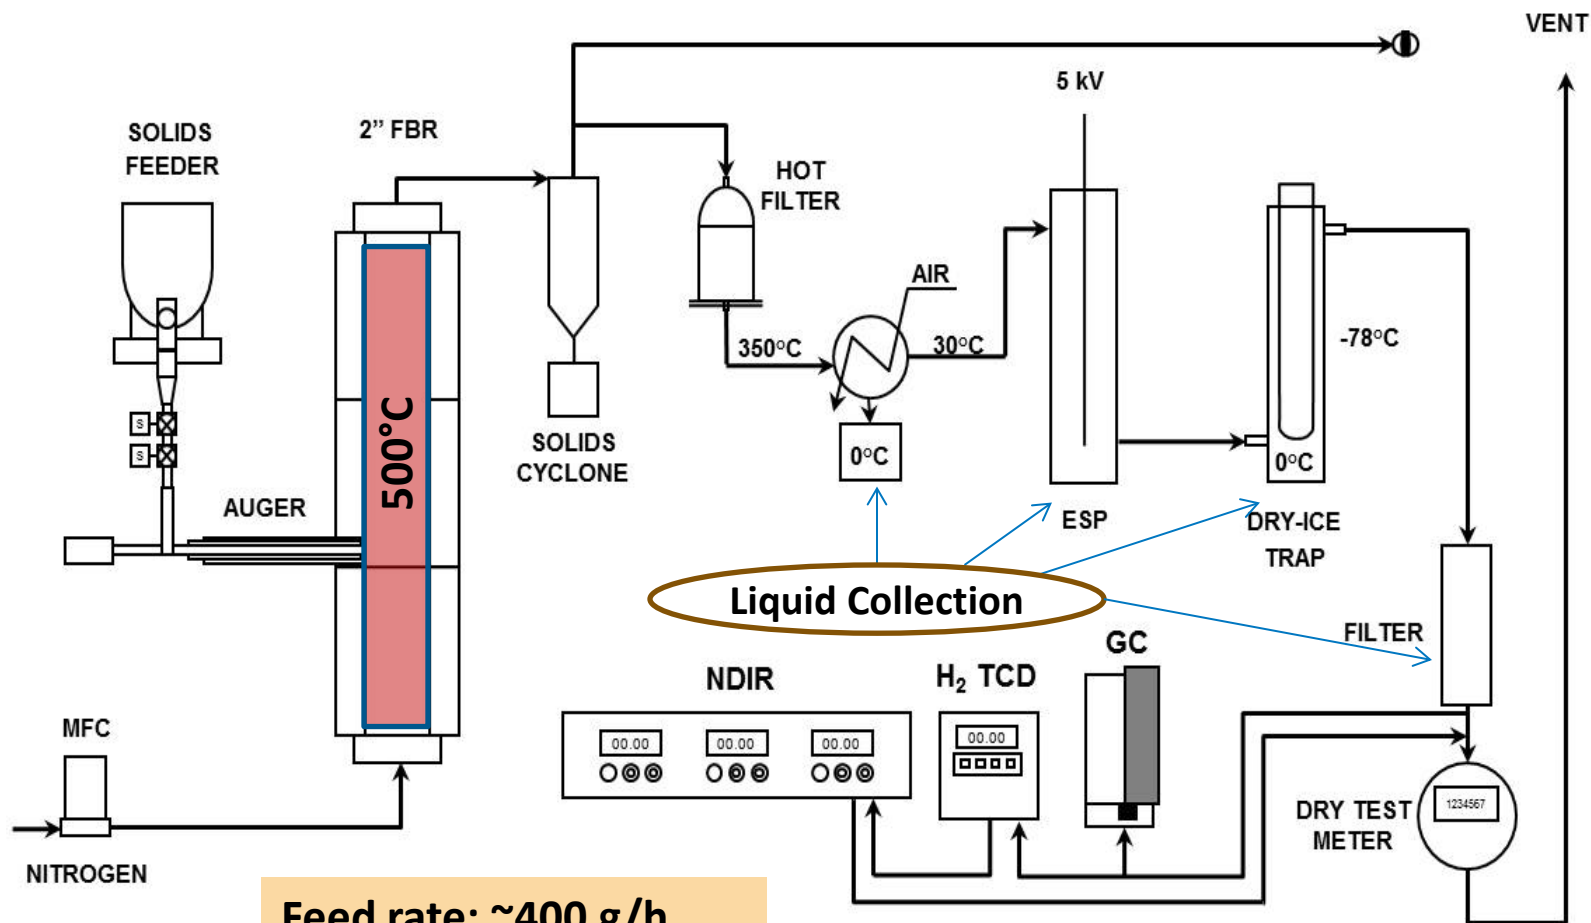 VENT
5 kV
SOLIDS
FEEDER
2” FBR
HOT
FILTER
AIR
350°C
30°C
-78°C
S
S
500°C
SOLIDS
CYCLONE
0°C
0°C
AUGER
ESP
DRY-ICE
TRAP
Liquid Collection
FILTER
GC
NDIR
H₂ TCD
MFC
00.00
00.00
00.00
00.00
1234567
DRY TEST
METER
NITROGEN
Feed rate: ~400 g/h